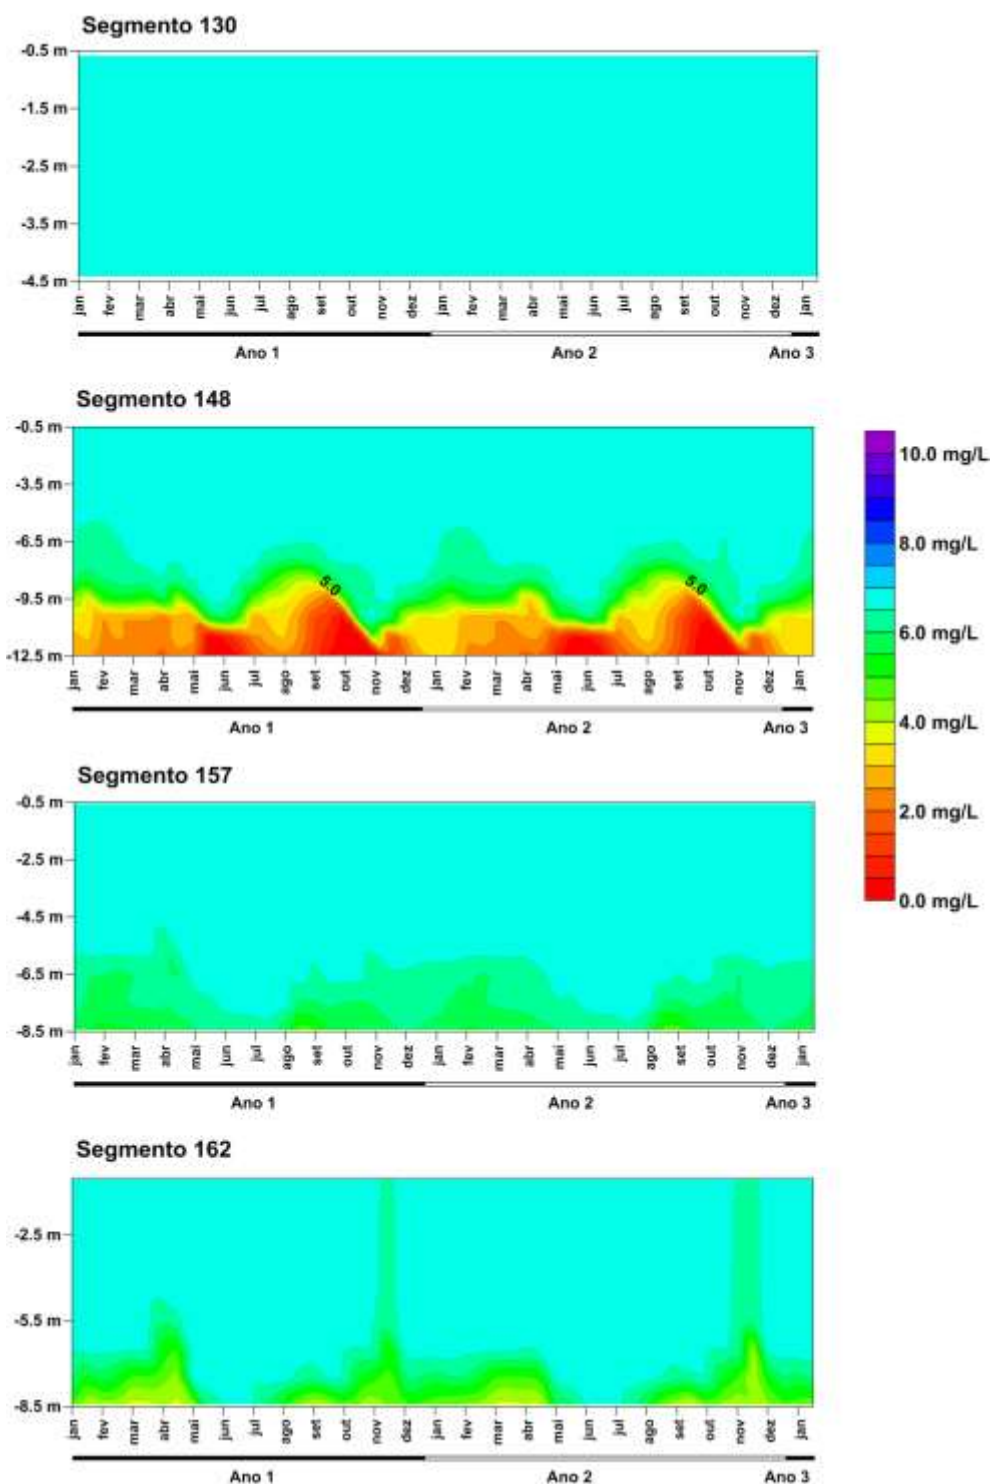 Segmento 130
-0.5 m
-1.5 m
-2.5 m
-3.5 m
-4.5 m
jan fev mar abr mai jun jul ago set out nov dez jan fev mar abr mai jun jul ago set out nov dez jan
Ano 1 Ano 2 Ano 3
Segmento 148
-0.5 m
-3.5 m
-6.5 m
-9.5 m
-12.5 m
5.0 5.0
jan fev mar abr mai jun jul ago set out nov dez jan fev mar abr mai jun jul ago set out nov dez jan
Ano 1 Ano 2 Ano 3
10.0 mg/L
8.0 mg/L
6.0 mg/L
4.0 mg/L
2.0 mg/L
0.0 mg/L
Segmento 157
-0.5 m
-2.5 m
-4.5 m
-6.5 m
-8.5 m
jan fev mar abr mai jun jul ago set out nov dez jan fev mar abr mai jun jul ago set out nov dez jan
Ano 1 Ano 2 Ano 3
Segmento 162
-2.5 m
-5.5 m
-8.5 m
jan fev mar abr mai jun jul ago set out nov dez jan fev mar abr mai jun jul ago set out nov dez jan
Ano 1 Ano 2 Ano 3